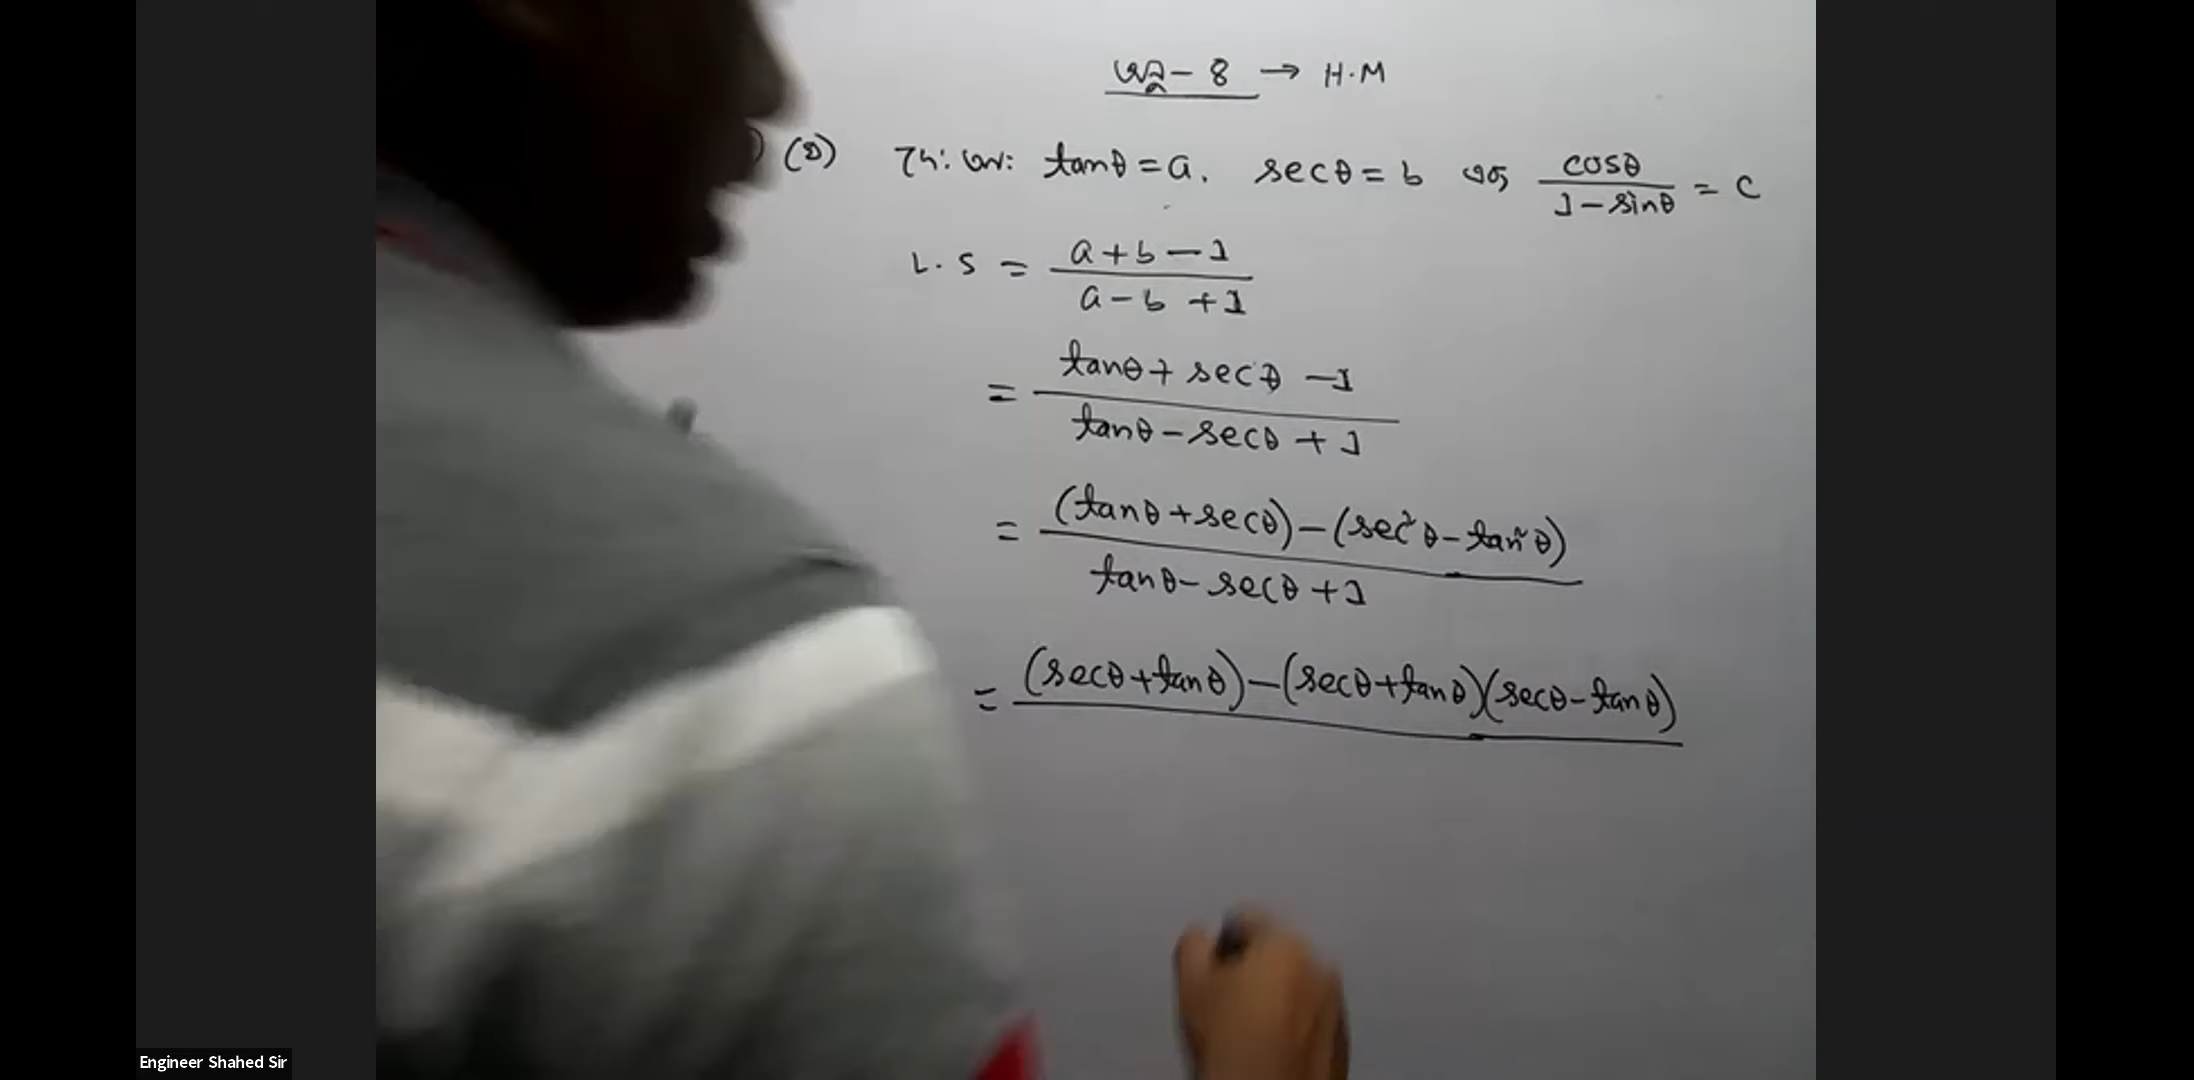 → H.M
tanθ = a. secθ = b এবং cosθ/(1 - sinθ) = c
L.S = (a + b - 1)/(a - b + 1)
= (tanθ + secθ - 1)/(tanθ - secθ + 1)
= ((tanθ + secθ) - (sec²θ - tan²θ))/(tanθ - secθ + 1)
= (secθ + tanθ) - (secθ + tanθ)(secθ - tanθ)
Engineer Shahed Sir